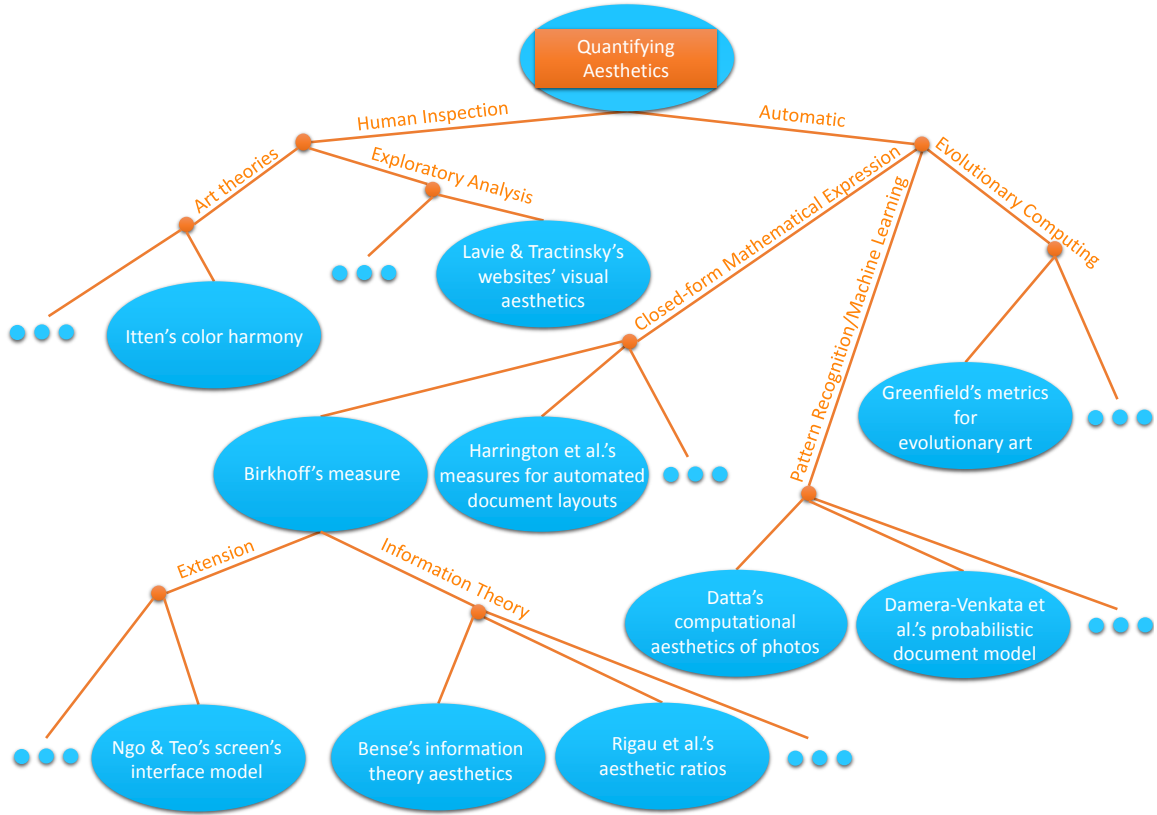 Quantifying
Aesthetics
Human Inspection
Automatic
Art theories
Exploratory Analysis
Closed-form Mathematical Expression
Pattern Recognition/Machine Learning
Evolutionary Computing
Lavie & Tractinsky’s
websites’ visual
aesthetics
Itten’s color harmony
Greenfield’s metrics
for
evolutionary art
Birkhoff’s measure
Harrington et al.’s
measures for automated
document layouts
Extension
Information Theory
Datta’s
computational
aesthetics of photos
Damera-Venkata et
al.’s probabilistic
document model
Ngo & Teo’s screen’s
interface model
Bense’s information
theory aesthetics
Rigau et al.’s
aesthetic ratios